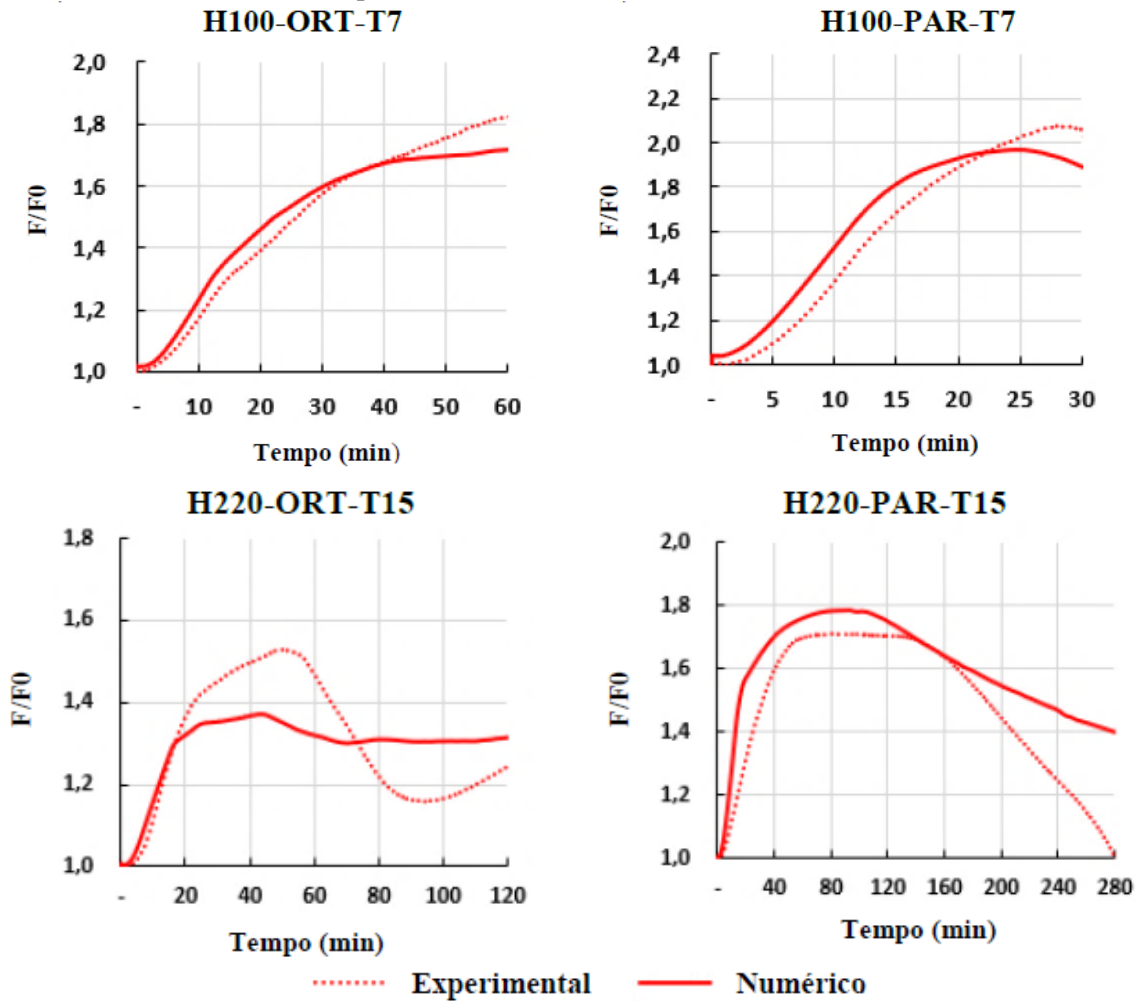 H100-ORT-T7
2,0
1,8
1,6
1,4
1,2
1,0
F/F0
- 10 20 30 40 50 60
Tempo (min)
H100-PAR-T7
2,4
2,2
2,0
1,8
1,6
1,4
1,2
1,0
F/F0
- 5 10 15 20 25 30
Tempo (min)
H220-ORT-T15
1,8
1,6
1,4
1,2
1,0
F/F0
- 20 40 60 80 100 120
Tempo (min)
H220-PAR-T15
2,0
1,8
1,6
1,4
1,2
1,0
F/F0
- 40 80 120 160 200 240 280
Tempo (min)
Experimental Numérico